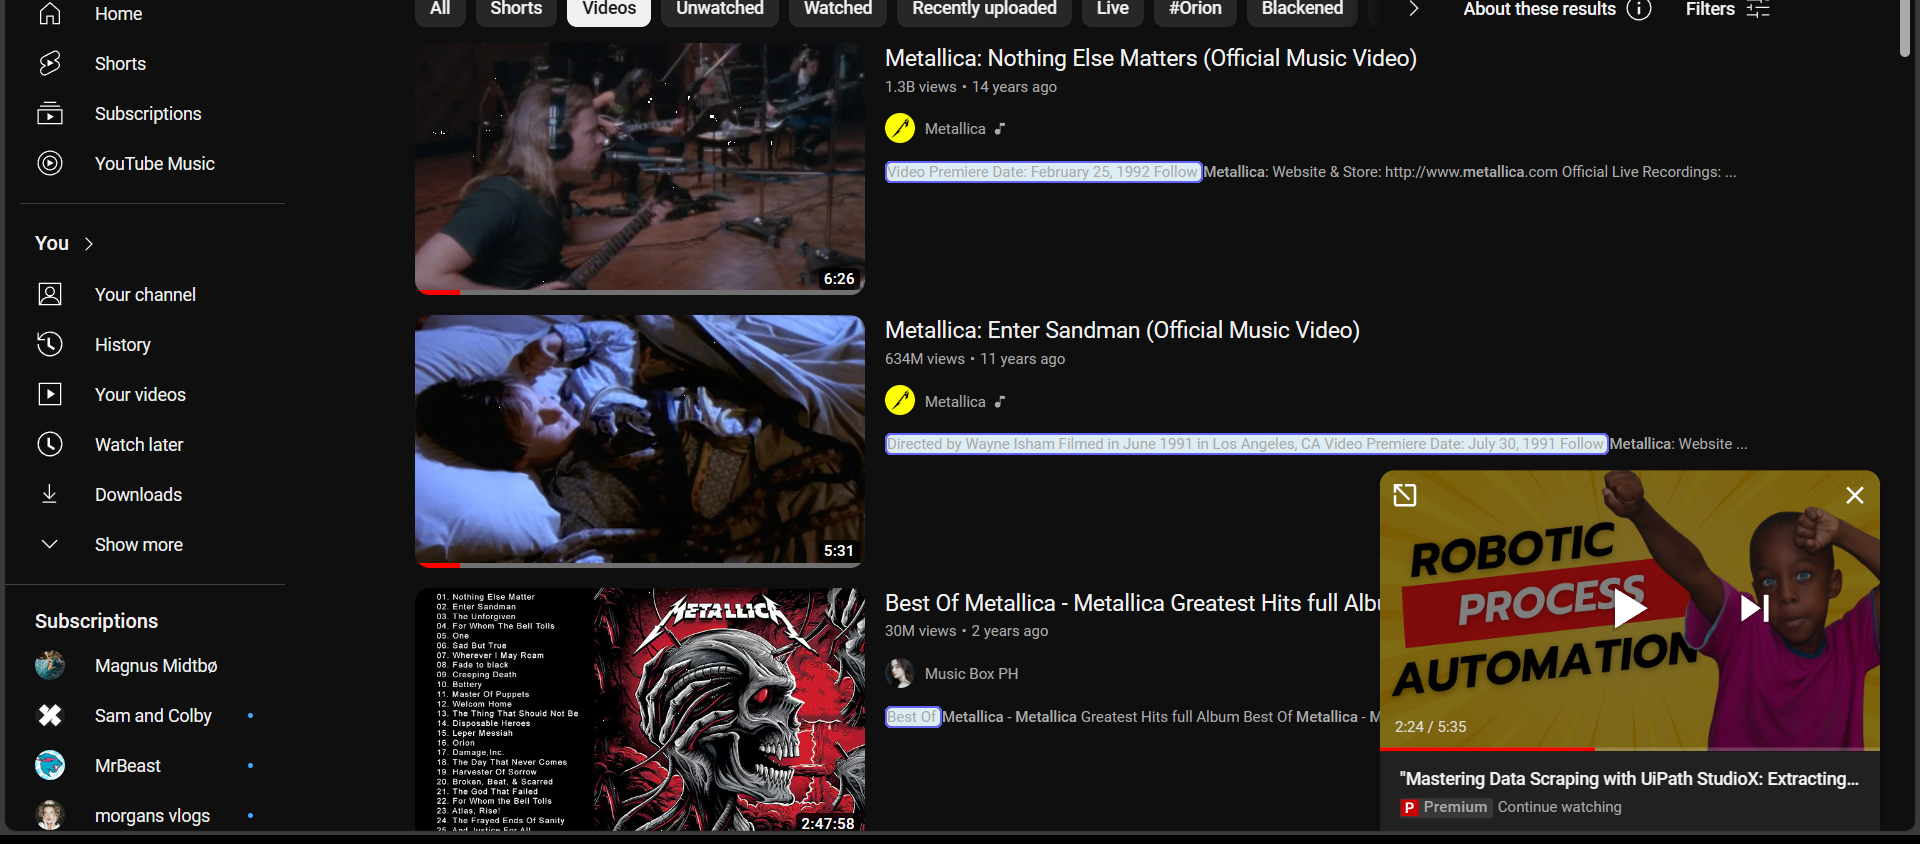 Home
Shorts
Subscriptions
YouTube Music
You
Your channel
History
Your videos
Watch later
Downloads
Show more
Subscriptions
Magnus Midtbø
Sam and Colby
MrBeast
morgans vlogs
All Shorts Videos Unwatched Watched Recently uploaded Live #Orion Blackened
About these results Filters
6:26
Metallica: Nothing Else Matters (Official Music Video)
1.3B views • 14 years ago
Metallica
Video Premiere Date: February 25, 1992 Follow Metallica: Website & Store: http://www.metallica.com Official Live Recordings: ...
5:31
Metallica: Enter Sandman (Official Music Video)
634M views • 11 years ago
Metallica
Directed by Wayne Isham Filmed in June 1991 in Los Angeles, CA Video Premiere Date: July 30, 1991 Follow Metallica: Website ...
01. Nothing Else Matter
02. Enter Sandman
03. The Unforgiven
04. For Whom The Bell Tolls
05. One
06. Sad But True
07. Wherever I May Roam
08. Fade to black
09. Creeping Death
10. Battery
11. Master Of Puppets
12. Welcom Home
13. The Thing That Should Not Be
14. Disposable Heroes
15. Leper Messiah
16. Orion
17. Damage,Inc.
18. The Day That Never Comes
19. Harvester Of Sorrow
20. Broken, Beat, & Scarred
21. The God That Failed
22. For Whom the Bell Tolls
23. Atlas, Rise!
24. The Frayed Ends Of Sanity
25. And Justice For All
METALLICA
2:47:58
Best Of Metallica - Metallica Greatest Hits full Albu
30M views • 2 years ago
Music Box PH
Best Of Metallica - Metallica Greatest Hits full Album Best Of Metallica - M
ROBOTIC
PROCESS
AUTOMATION
2:24 / 5:35
"Mastering Data Scraping with UiPath StudioX: Extracting...
P Premium Continue watching